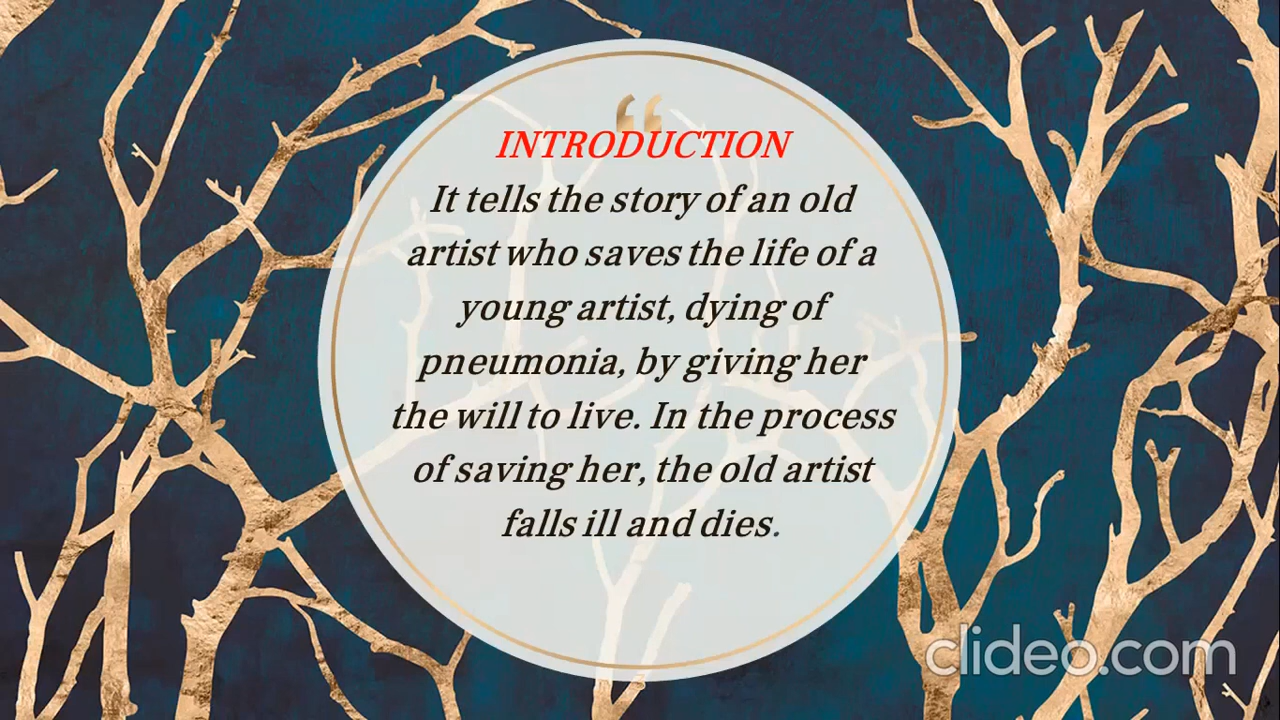 “
INTRODUCTION
It tells the story of an old
artist who saves the life of a
young artist, dying of
pneumonia, by giving her
the will to live. In the process
of saving her, the old artist
falls ill and dies.
clideo.com